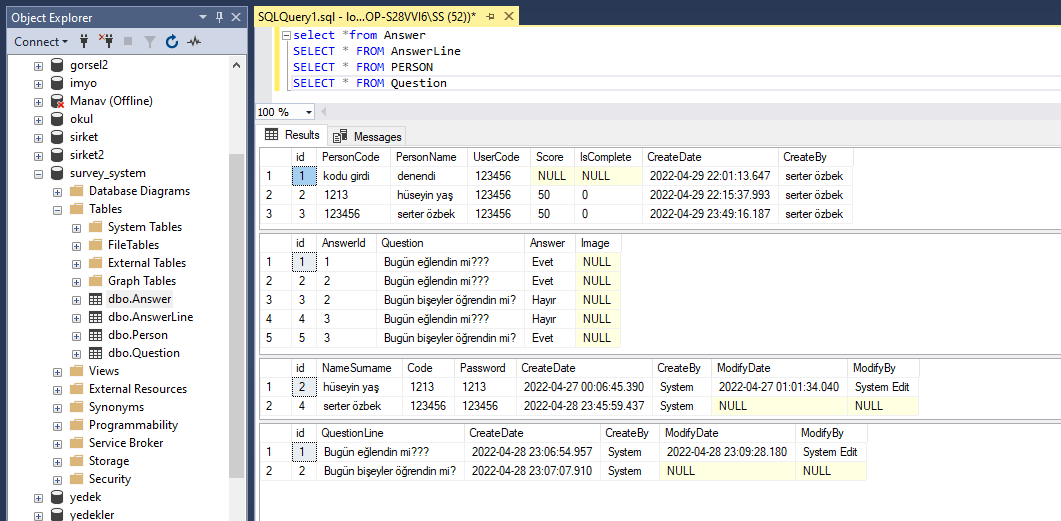 Object Explorer
Connect
gorsel2
imyo
Manav (Offline)
okul
sirket
sirket2
survey_system
Database Diagrams
Tables
System Tables
FileTables
External Tables
Graph Tables
dbo.Answer
dbo.AnswerLine
dbo.Person
dbo.Question
Views
External Resources
Synonyms
Programmability
Service Broker
Storage
Security
yedek
yedekler
SQLQuery1.sql - lo...OP-S28VVI6\SS (52))*
select *from Answer
SELECT * FROM AnswerLine
SELECT * FROM PERSON
SELECT * FROM Question
100 %
Results Messages
id PersonCode PersonName UserCode Score IsComplete CreateDate CreateBy
1 1 kodu girdi denendi 123456 NULL NULL 2022-04-29 22:01:13.647 serter özbek
2 2 1213 hüseyin yaş 123456 50 0 2022-04-29 22:15:37.993 serter özbek
3 3 123456 serter özbek 123456 50 0 2022-04-29 23:49:16.187 serter özbek
id AnswerId Question Answer Image
1 1 1 Bugün eğlendin mi??? Evet NULL
2 2 2 Bugün eğlendin mi??? Evet NULL
3 3 2 Bugün bişeyler öğrendin mi? Hayır NULL
4 4 3 Bugün eğlendin mi??? Hayır NULL
5 5 3 Bugün bişeyler öğrendin mi? Evet NULL
id NameSurname Code Password CreateDate CreateBy ModifyDate ModifyBy
1 2 hüseyin yaş 1213 1213 2022-04-27 00:06:45.390 System 2022-04-27 01:01:34.040 System Edit
2 4 serter özbek 123456 123456 2022-04-28 23:45:59.437 System NULL NULL
id QuestionLine CreateDate CreateBy ModifyDate ModifyBy
1 1 Bugün eğlendin mi??? 2022-04-28 23:06:54.957 System 2022-04-28 23:09:28.180 System Edit
2 2 Bugün bişeyler öğrendin mi? 2022-04-28 23:07:07.910 System NULL NULL